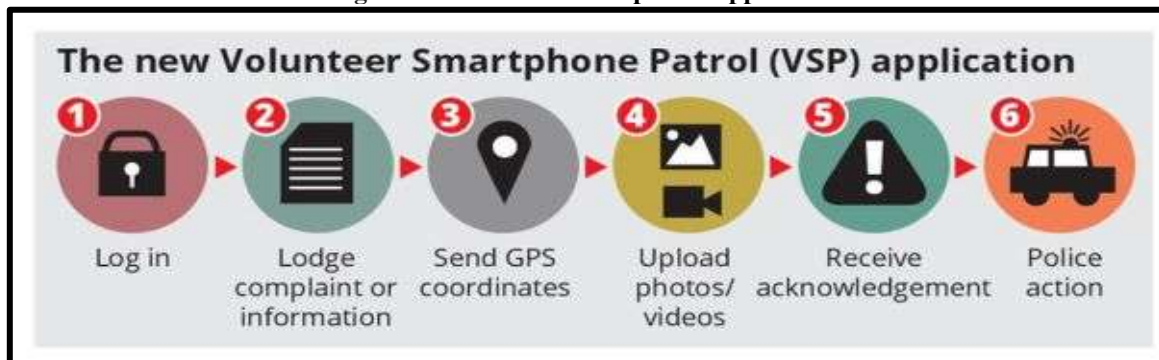 The new Volunteer Smartphone Patrol (VSP) application
1
2
3
4
5
6
Log in
Lodge
complaint or
information
Send GPS
coordinates
Upload
photos/
videos
Receive
acknowledgement
Police
action